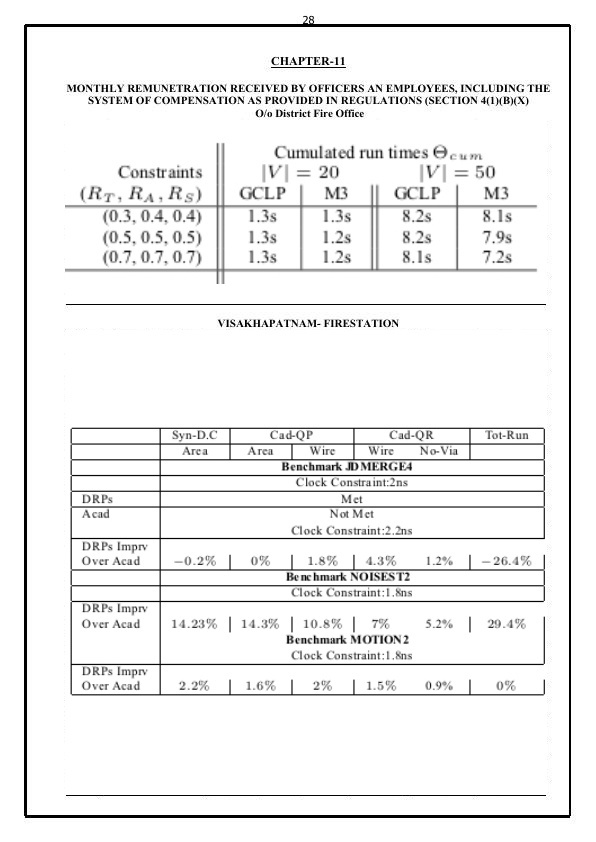 28
CHAPTER-11
MONTHLY REMUNETRATION RECEIVED BY OFFICERS AN EMPLOYEES, INCLUDING THE
SYSTEM OF COMPENSATION AS PROVIDED IN REGULATIONS (SECTION 4(1)(B)(X)
O/o District Fire Office
Cumulated run times Θcum
Constraints |V| = 20 |V| = 50
(RT, RA, RS) GCLP M3 GCLP M3
(0.3, 0.4, 0.4) 1.3s 1.3s 8.2s 8.1s
(0.5, 0.5, 0.5) 1.3s 1.2s 8.2s 7.9s
(0.7, 0.7, 0.7) 1.3s 1.2s 8.1s 7.2s
VISAKHAPATNAM- FIRESTATION
Syn-D.C Cad-QP Cad-QR Tot-Run
Area Area Wire Wire No-Via
Benchmark JDMERGE4
Clock Constraint:2ns
DRPs Met
Acad Not Met
Clock Constraint:2.2ns
DRPs Imprv
Over Acad −0.2% 0% 1.8% 4.3% 1.2% −26.4%
Benchmark NOISEST2
Clock Constraint:1.8ns
DRPs Imprv
Over Acad 14.23% 14.3% 10.8% 7% 5.2% 29.4%
Benchmark MOTION2
Clock Constraint:1.8ns
DRPs Imprv
Over Acad 2.2% 1.6% 2% 1.5% 0.9% 0%